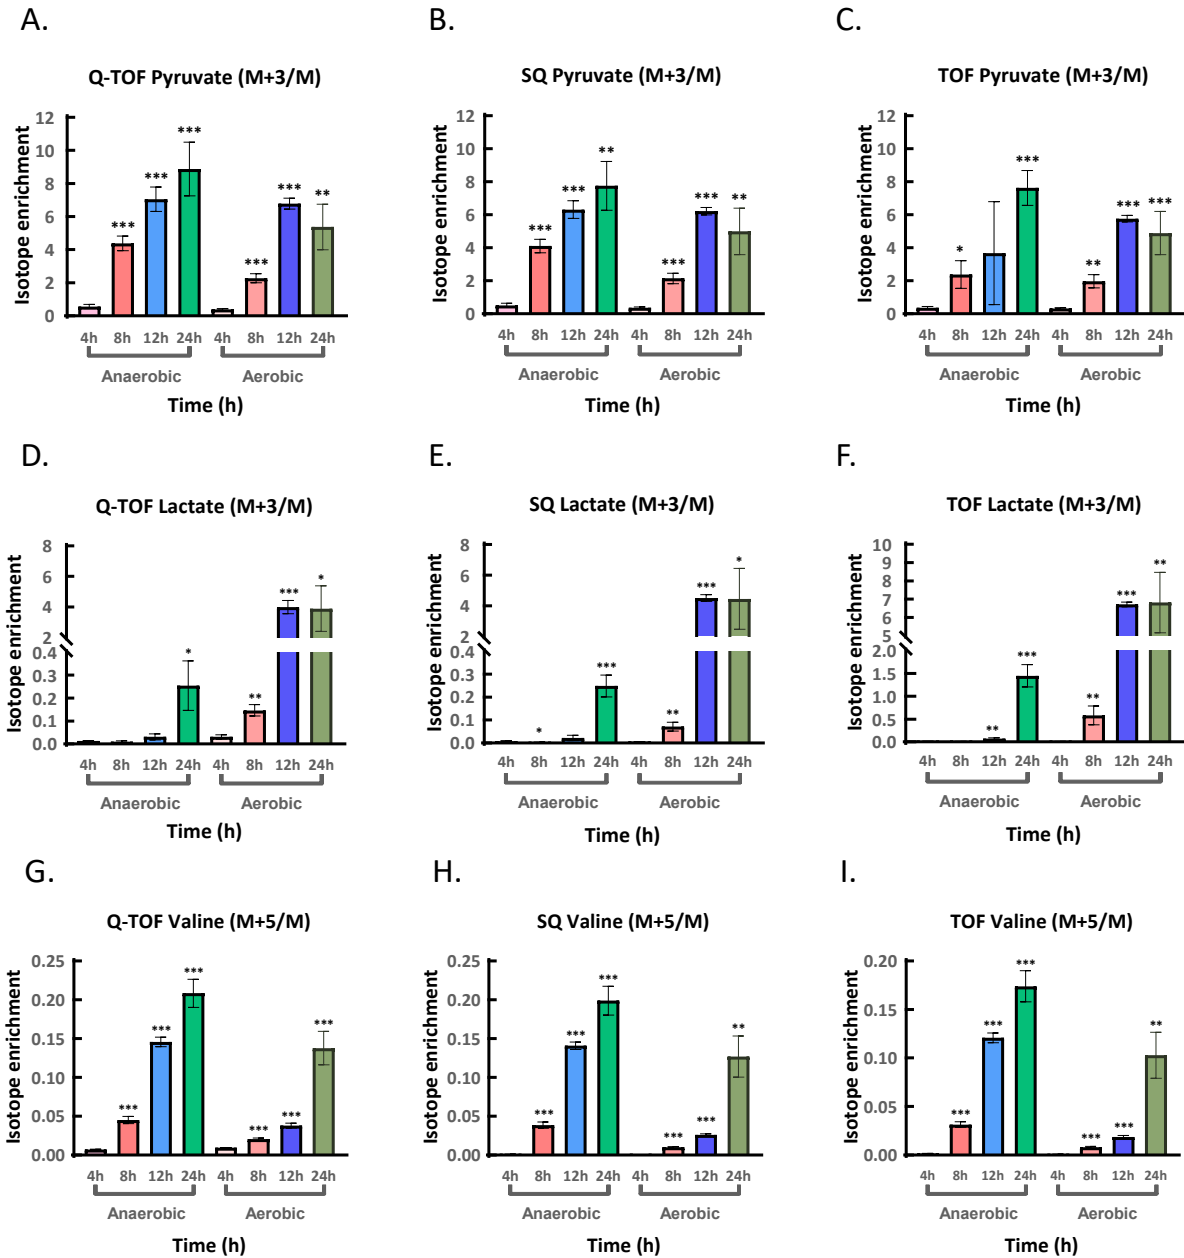 A.
Q-TOF Pyruvate (M+3/M)
Isotope enrichment
12
10
8
6
4
2
0
***
***
***
***
***
**
4h 8h 12h 24h 4h 8h 12h 24h
Anaerobic Aerobic
Time (h)
B.
SQ Pyruvate (M+3/M)
Isotope enrichment
12
10
8
6
4
2
0
***
***
**
**
***
**
4h 8h 12h 24h 4h 8h 12h 24h
Anaerobic Aerobic
Time (h)
C.
TOF Pyruvate (M+3/M)
Isotope enrichment
12
10
8
6
4
2
0
*
***
**
***
***
4h 8h 12h 24h 4h 8h 12h 24h
Anaerobic Aerobic
Time (h)
D.
Q-TOF Lactate (M+3/M)
Isotope enrichment
8
6
4
2
0.4
0.3
0.2
0.1
0.0
*
**
***
*
4h 8h 12h 24h 4h 8h 12h 24h
Anaerobic Aerobic
Time (h)
E.
SQ Lactate (M+3/M)
Isotope enrichment
8
6
4
2
0.4
0.3
0.2
0.1
0.0
*
***
**
***
*
4h 8h 12h 24h 4h 8h 12h 24h
Anaerobic Aerobic
Time (h)
F.
TOF Lactate (M+3/M)
Isotope enrichment
10
9
8
7
6
5
2.0
1.5
1.0
0.5
0.0
**
***
**
***
**
4h 8h 12h 24h 4h 8h 12h 24h
Anaerobic Aerobic
Time (h)
G.
Q-TOF Valine (M+5/M)
Isotope enrichment
0.25
0.20
0.15
0.10
0.05
0.00
***
***
***
***
***
***
4h 8h 12h 24h 4h 8h 12h 24h
Anaerobic Aerobic
Time (h)
H.
SQ Valine (M+5/M)
Isotope enrichment
0.25
0.20
0.15
0.10
0.05
0.00
***
***
***
***
***
**
4h 8h 12h 24h 4h 8h 12h 24h
Anaerobic Aerobic
Time (h)
I.
TOF Valine (M+5/M)
Isotope enrichment
0.20
0.15
0.10
0.05
0.00
***
***
***
***
***
**
4h 8h 12h 24h 4h 8h 12h 24h
Anaerobic Aerobic
Time (h)